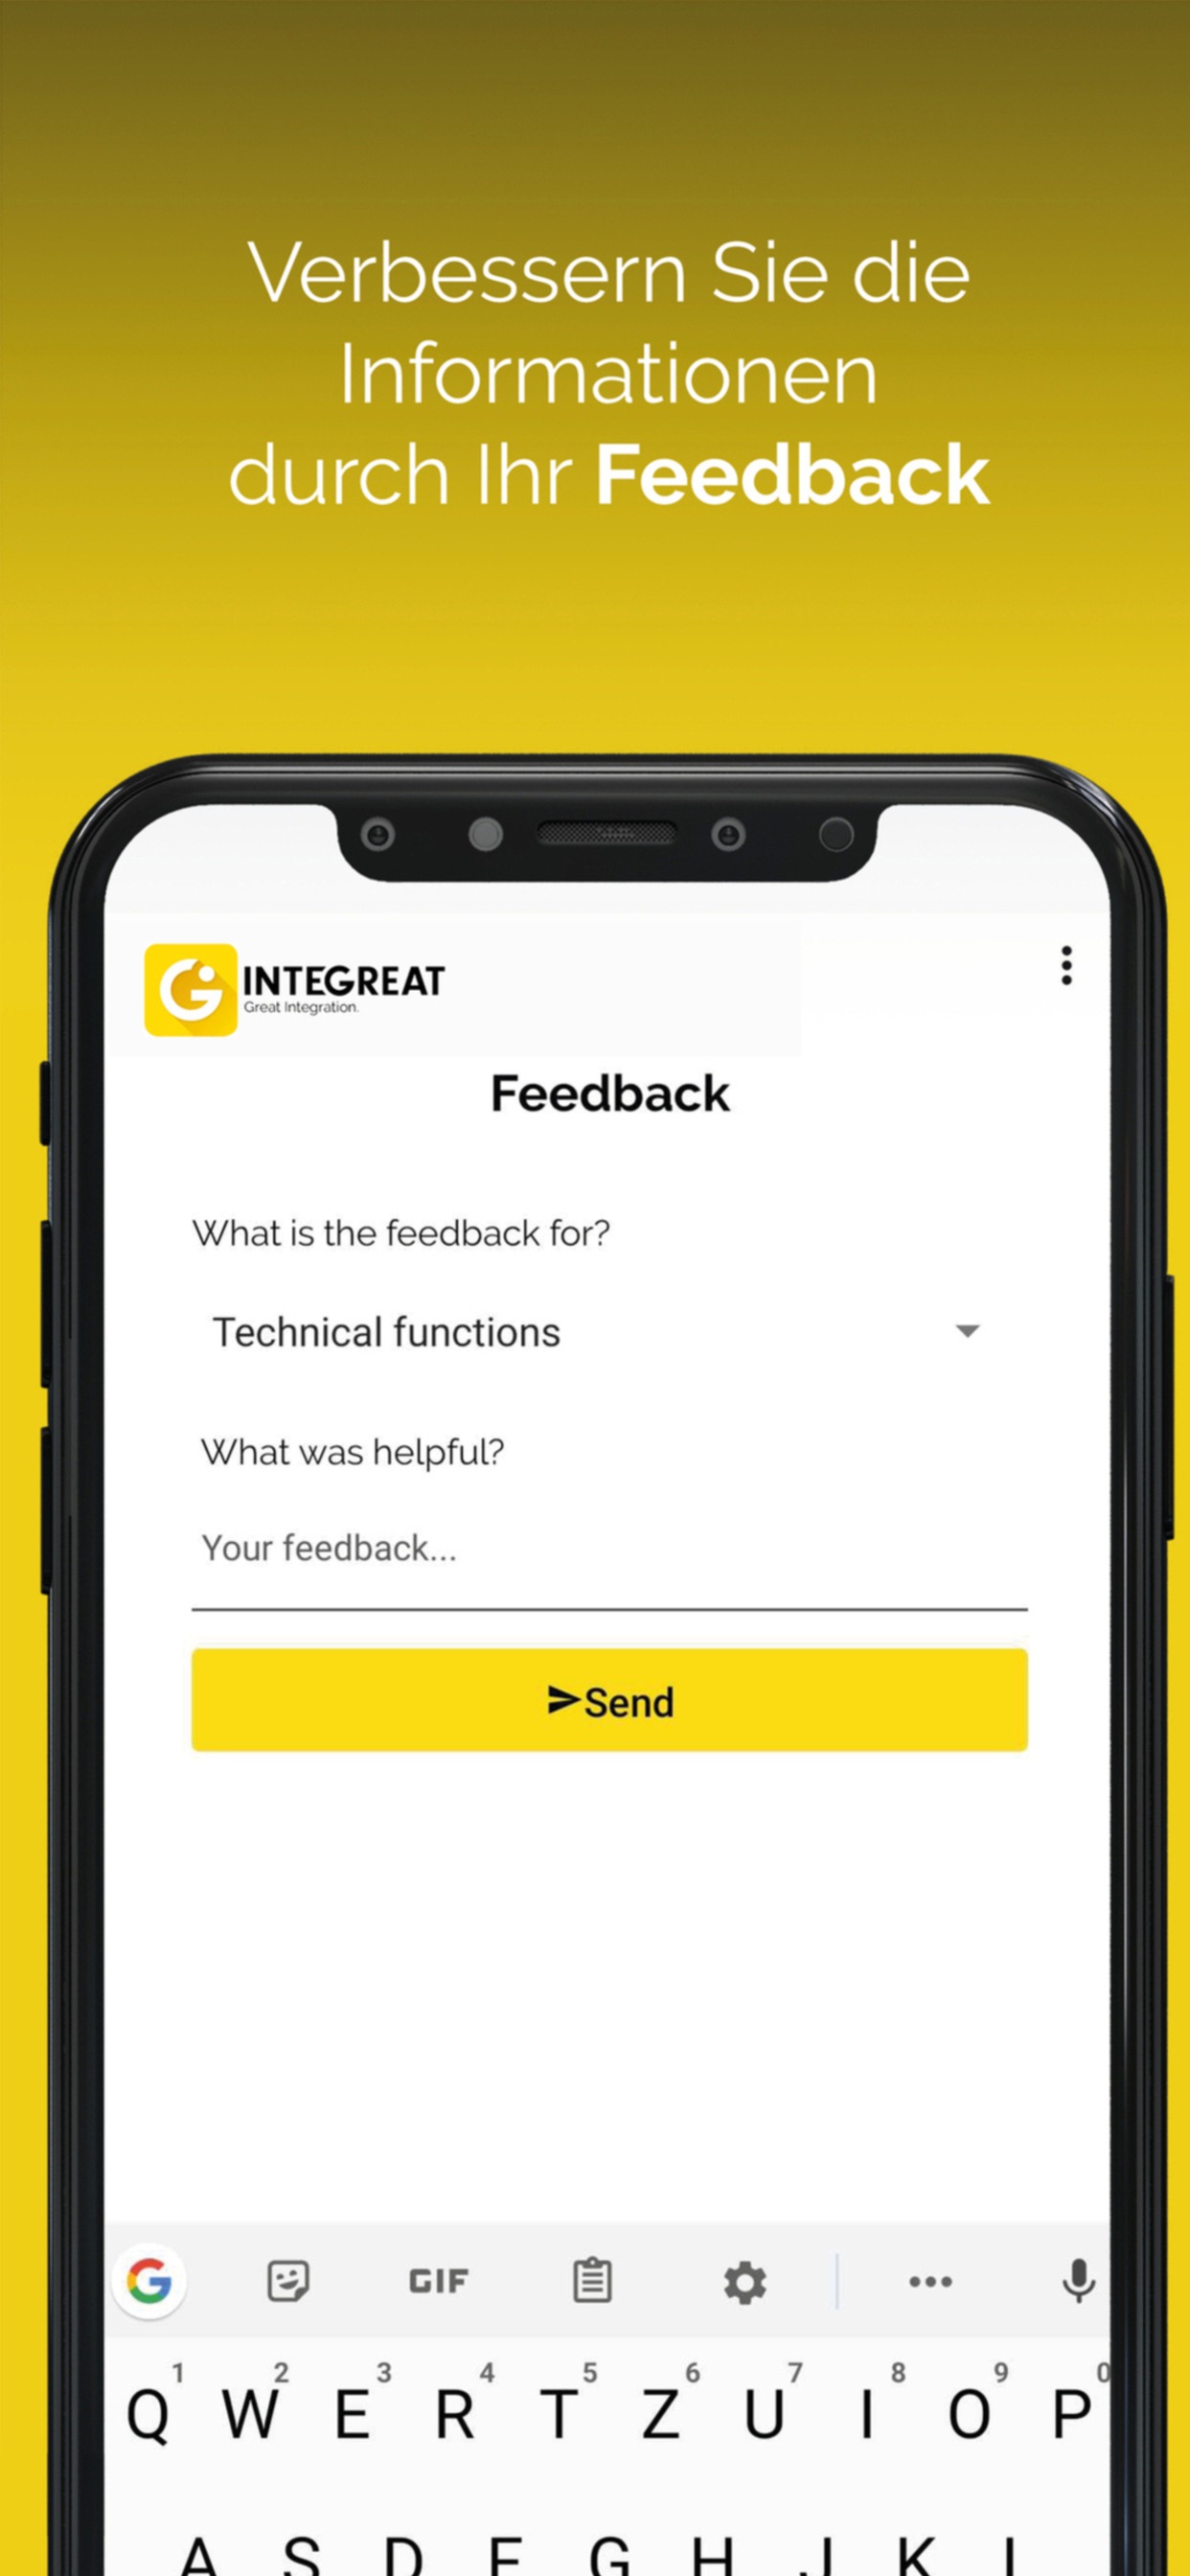 Verbessern Sie die
Informationen
durch Ihr Feedback
INTEGREAT
Great Integration.
Feedback
What is the feedback for?
Technical functions
What was helpful?
Your feedback...
Send
GIF
1 2 3 4 5 6 7 8 9 0
Q W E R T Z U I O P
A S D F G H J K L